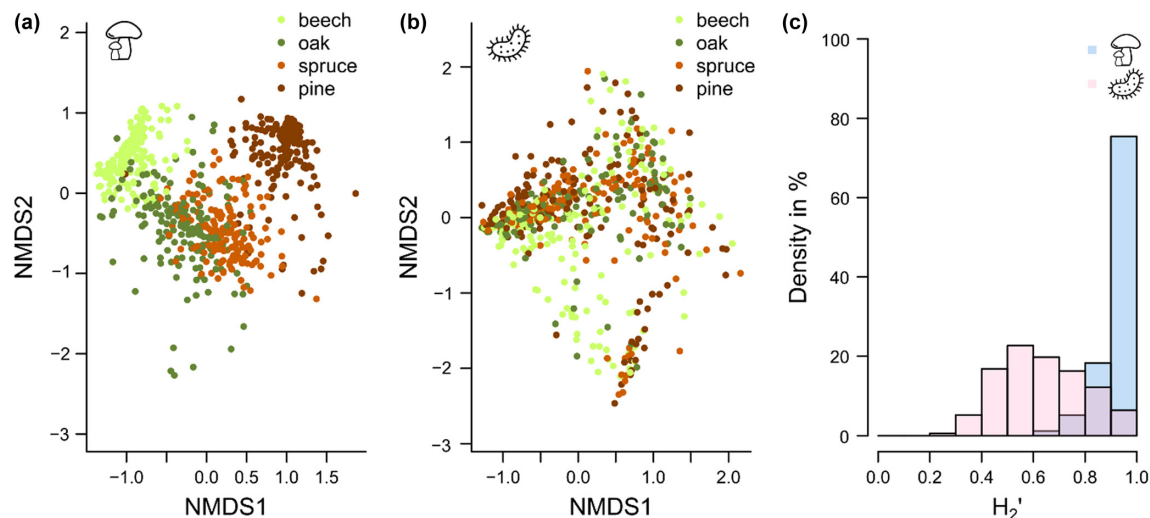 (a)
beech
oak
spruce
pine
2
1
0
−1
−2
−3
NMDS2
−1.0
0.0
0.5
1.0
1.5
NMDS1
(b)
beech
oak
spruce
pine
2
1
0
−1
−2
−3
NMDS2
−1.0
0.0
1.0
2.0
NMDS1
(c)
100
80
60
40
20
0
Density in %
0.0
0.2
0.4
0.6
0.8
1.0
H₂'